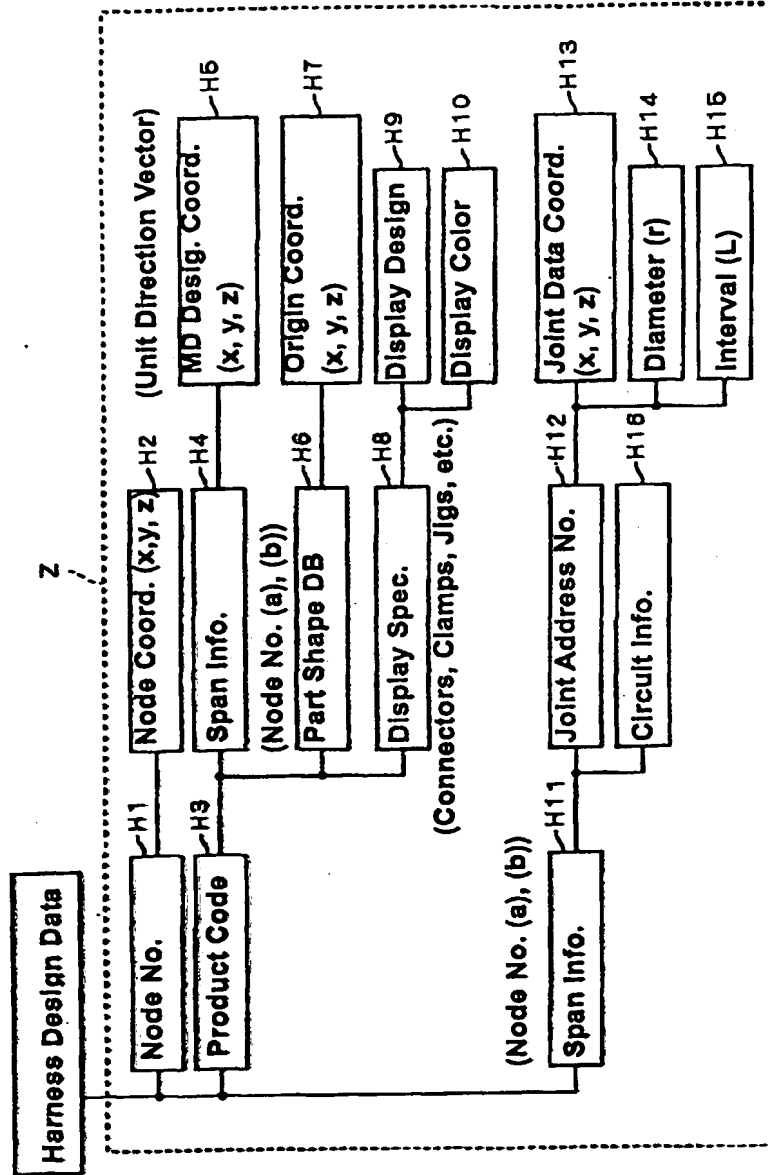 Harness Design Data
Z
H1
Node No.
H2
Node Coord. (x,y, z)
H3
Product Code
H4
Span Info.
(Unit Direction Vector)
H5
MD Desig. Coord.
(x, y, z)
(Node No. (a), (b))
H6
Part Shape DB
H7
Origin Coord.
(x, y, z)
H8
Display Spec.
(Connectors, Clamps, Jigs, etc.)
H9
Display Design
H10
Display Color
(Node No. (a), (b))
H11
Span Info.
H12
Joint Address No.
H13
Joint Data Coord.
(x, y, z)
H14
Diameter (r)
H15
Interval (L)
H16
Circuit Info.